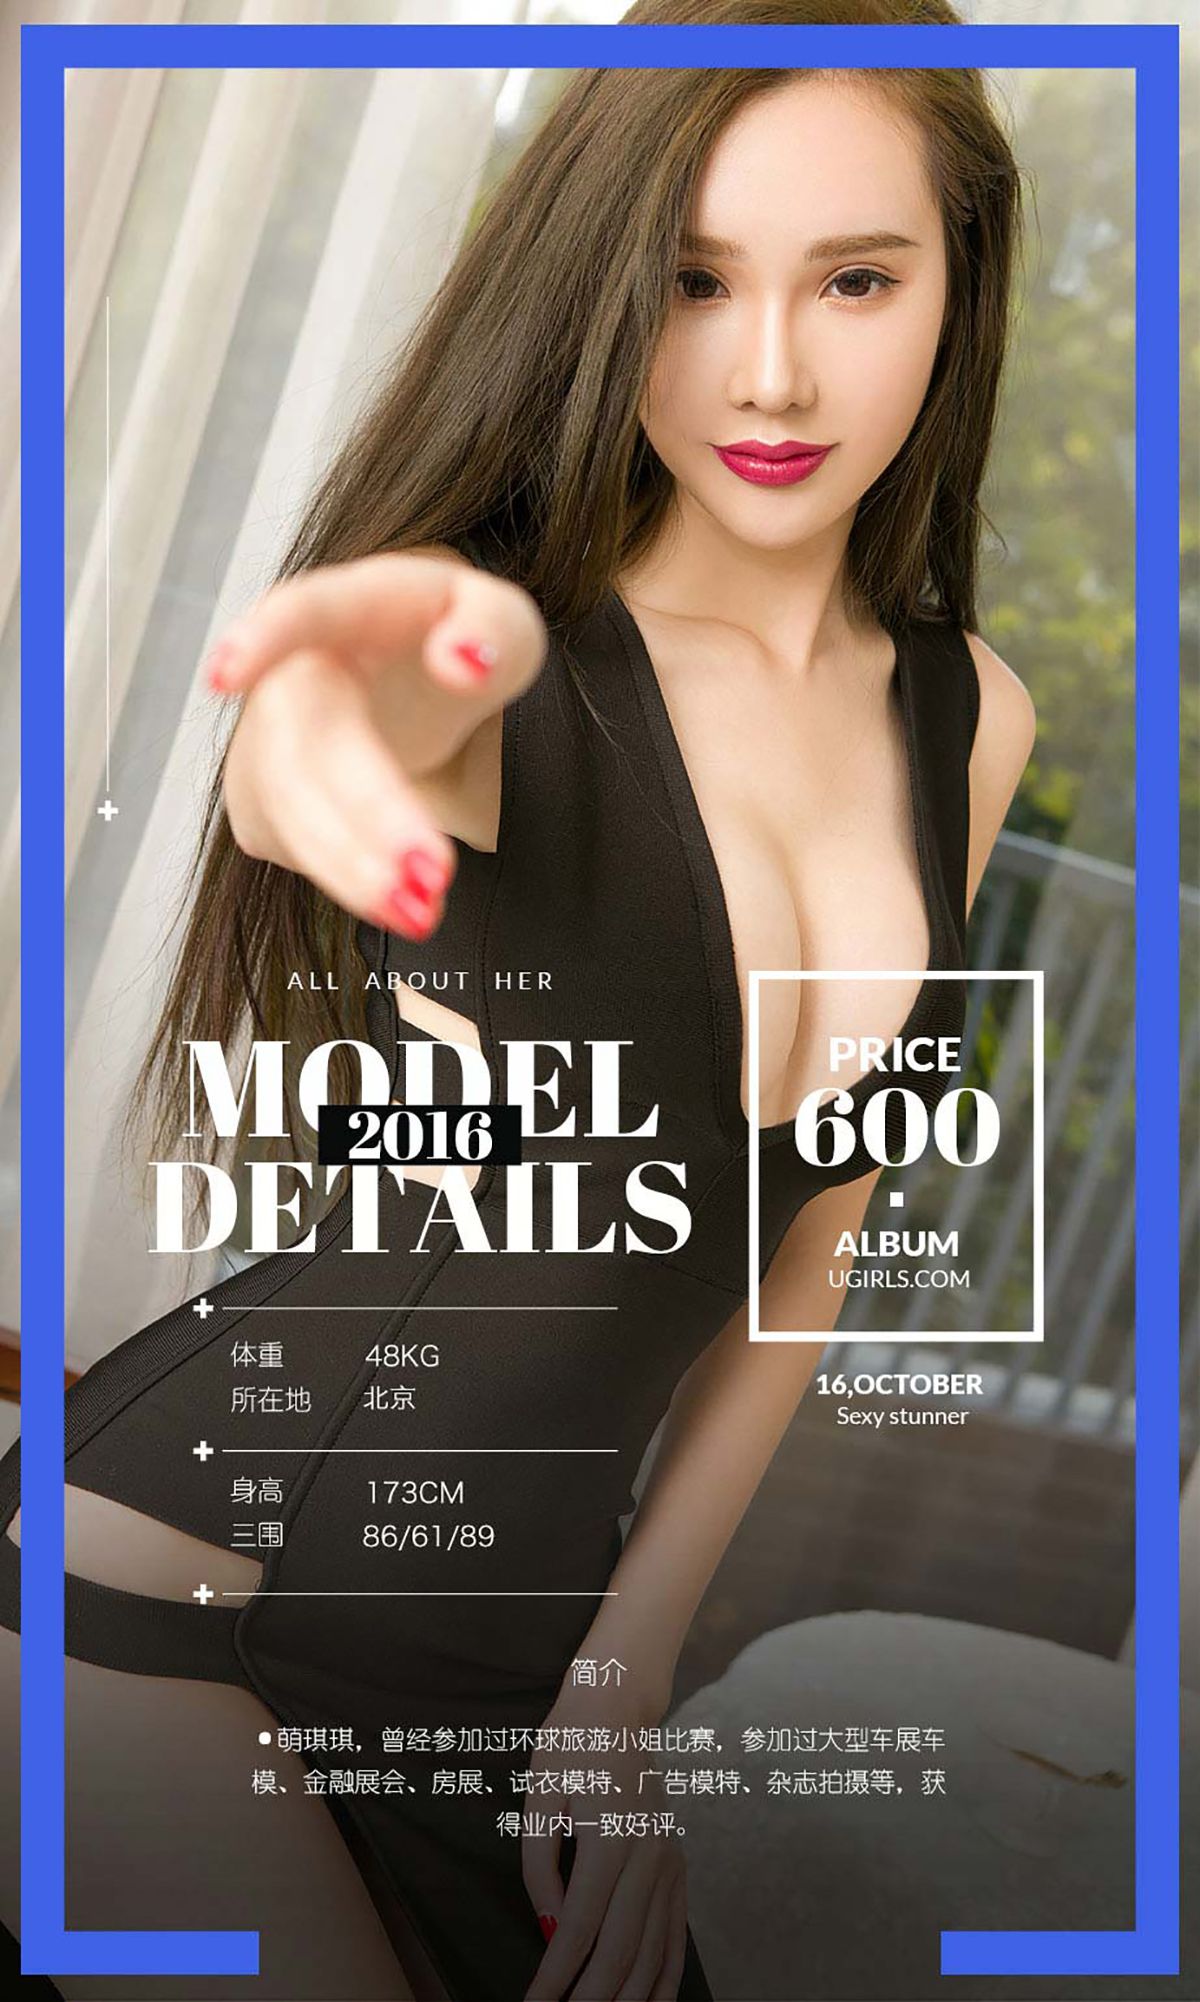 ALL ABOUT HER
MODEL
2016
DETAILS
PRICE
600
ALBUM
UGIRLS.COM
16,OCTOBER
Sexy stunner
体重 48KG
所在地 北京
身高 173CM
三围 86/61/89
简介
●萌琪琪，曾经参加过环球旅游小姐比赛，参加过大型车展车
模、金融展会、房展、试衣模特、广告模特、杂志拍摄等，获
得业内一致好评。